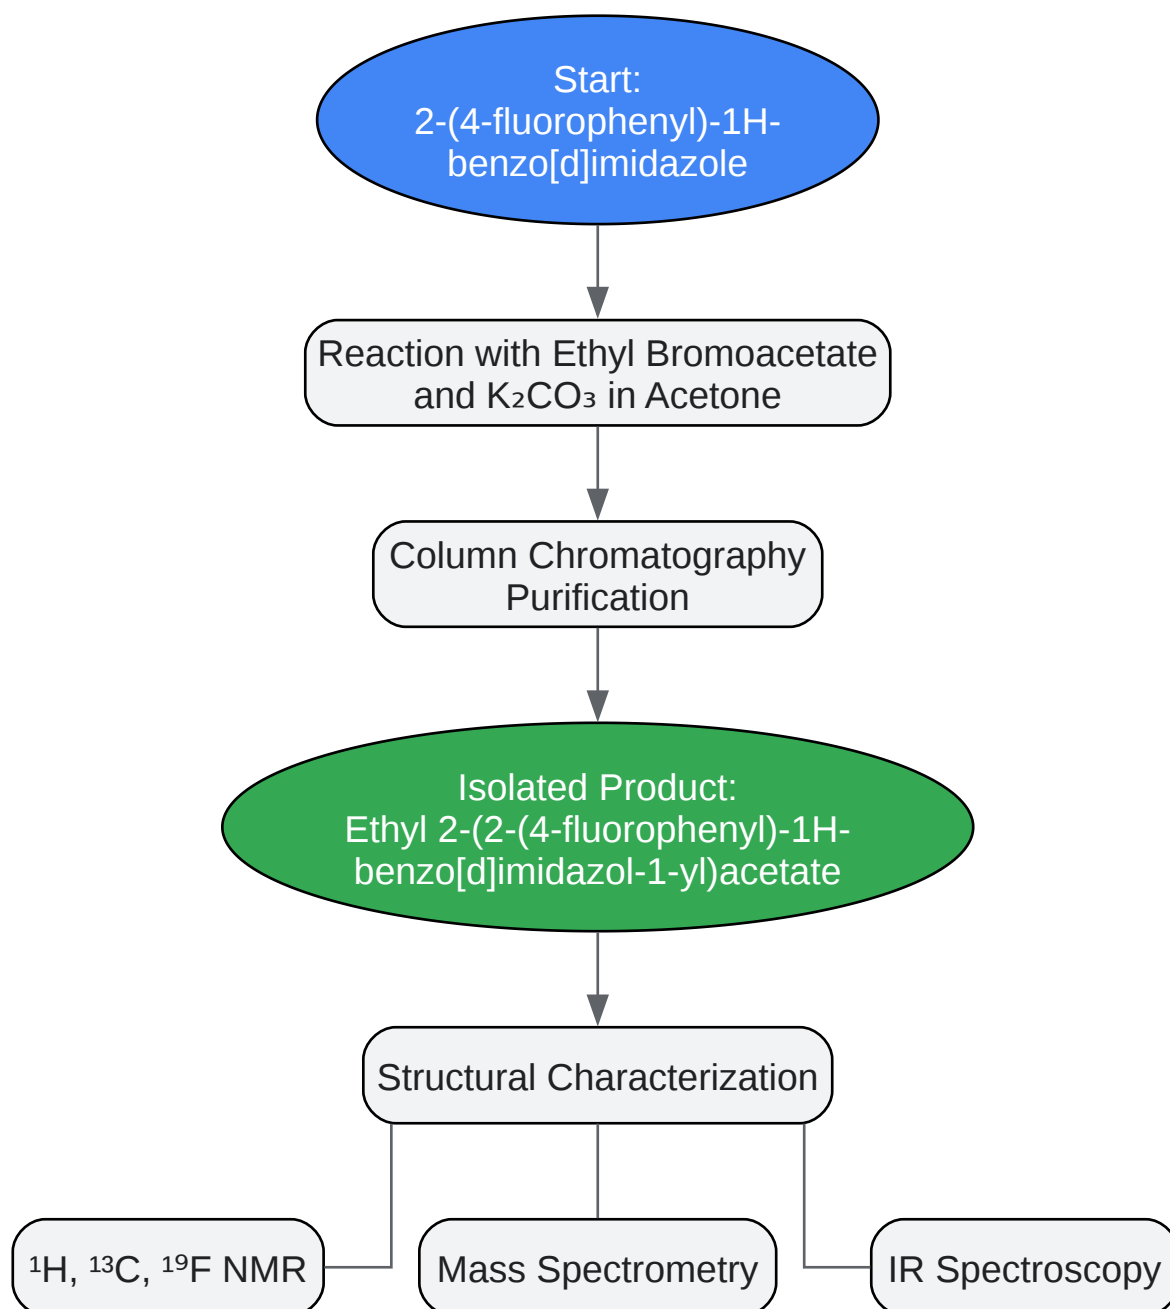 Start:
2-(4-fluorophenyl)-1H-
benzo[d]imidazole
Reaction with Ethyl Bromoacetate
and K₂CO₃ in Acetone
Column Chromatography
Purification
Isolated Product:
Ethyl 2-(2-(4-fluorophenyl)-1H-
benzo[d]imidazol-1-yl)acetate
Structural Characterization
¹H, ¹³C, ¹⁹F NMR
Mass Spectrometry
IR Spectroscopy